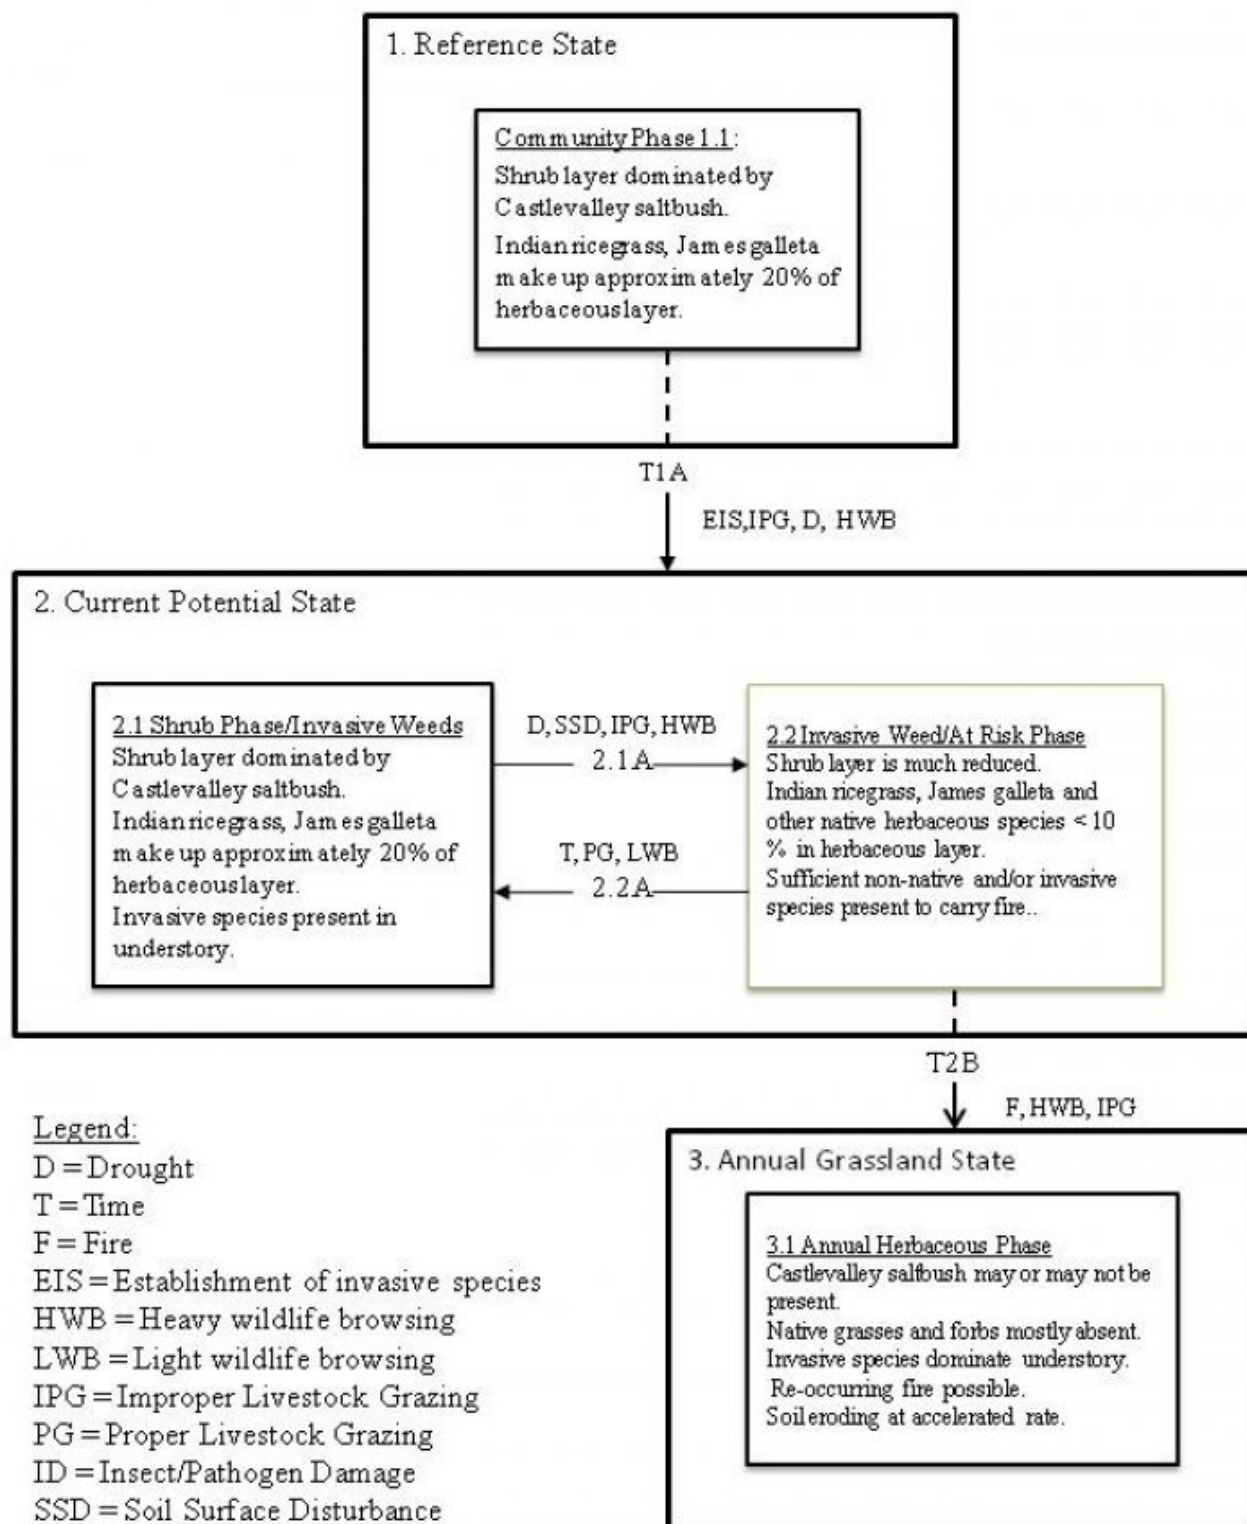 1. Reference State
Community Phase 1.1:
Shrub layer dominated by
Castlevalley saltbush.
Indian ricegrass, James galleta
make up approximately 20% of
herbaceous layer.
T1A
EIS,IPG, D, HWB
2. Current Potential State
2.1 Shrub Phase/Invasive Weeds
Shrub layer dominated by
Castlevalley saltbush.
Indian ricegrass, James galleta
make up approximately 20% of
herbaceous layer.
Invasive species present in
understory.
D, SSD, IPG, HWB
2.1A
T, PG, LWB
2.2A
2.2 Invasive Weed/At Risk Phase
Shrub layer is much reduced.
Indian ricegrass, James galleta and
other native herbaceous species <10
% in herbaceous layer.
Sufficient non-native and/or invasive
species present to carry fire..
T2B
F, HWB, IPG
3. Annual Grassland State
3.1 Annual Herbaceous Phase
Castlevalley saltbush may or may not be
present.
Native grasses and forbs mostly absent.
Invasive species dominate understory.
Re-occurring fire possible.
Soil eroding at accelerated rate.
Legend:
D = Drought
T = Time
F = Fire
EIS = Establishment of invasive species
HWB = Heavy wildlife browsing
LWB = Light wildlife browsing
IPG = Improper Livestock Grazing
PG = Proper Livestock Grazing
ID = Insect/Pathogen Damage
SSD = Soil Surface Disturbance